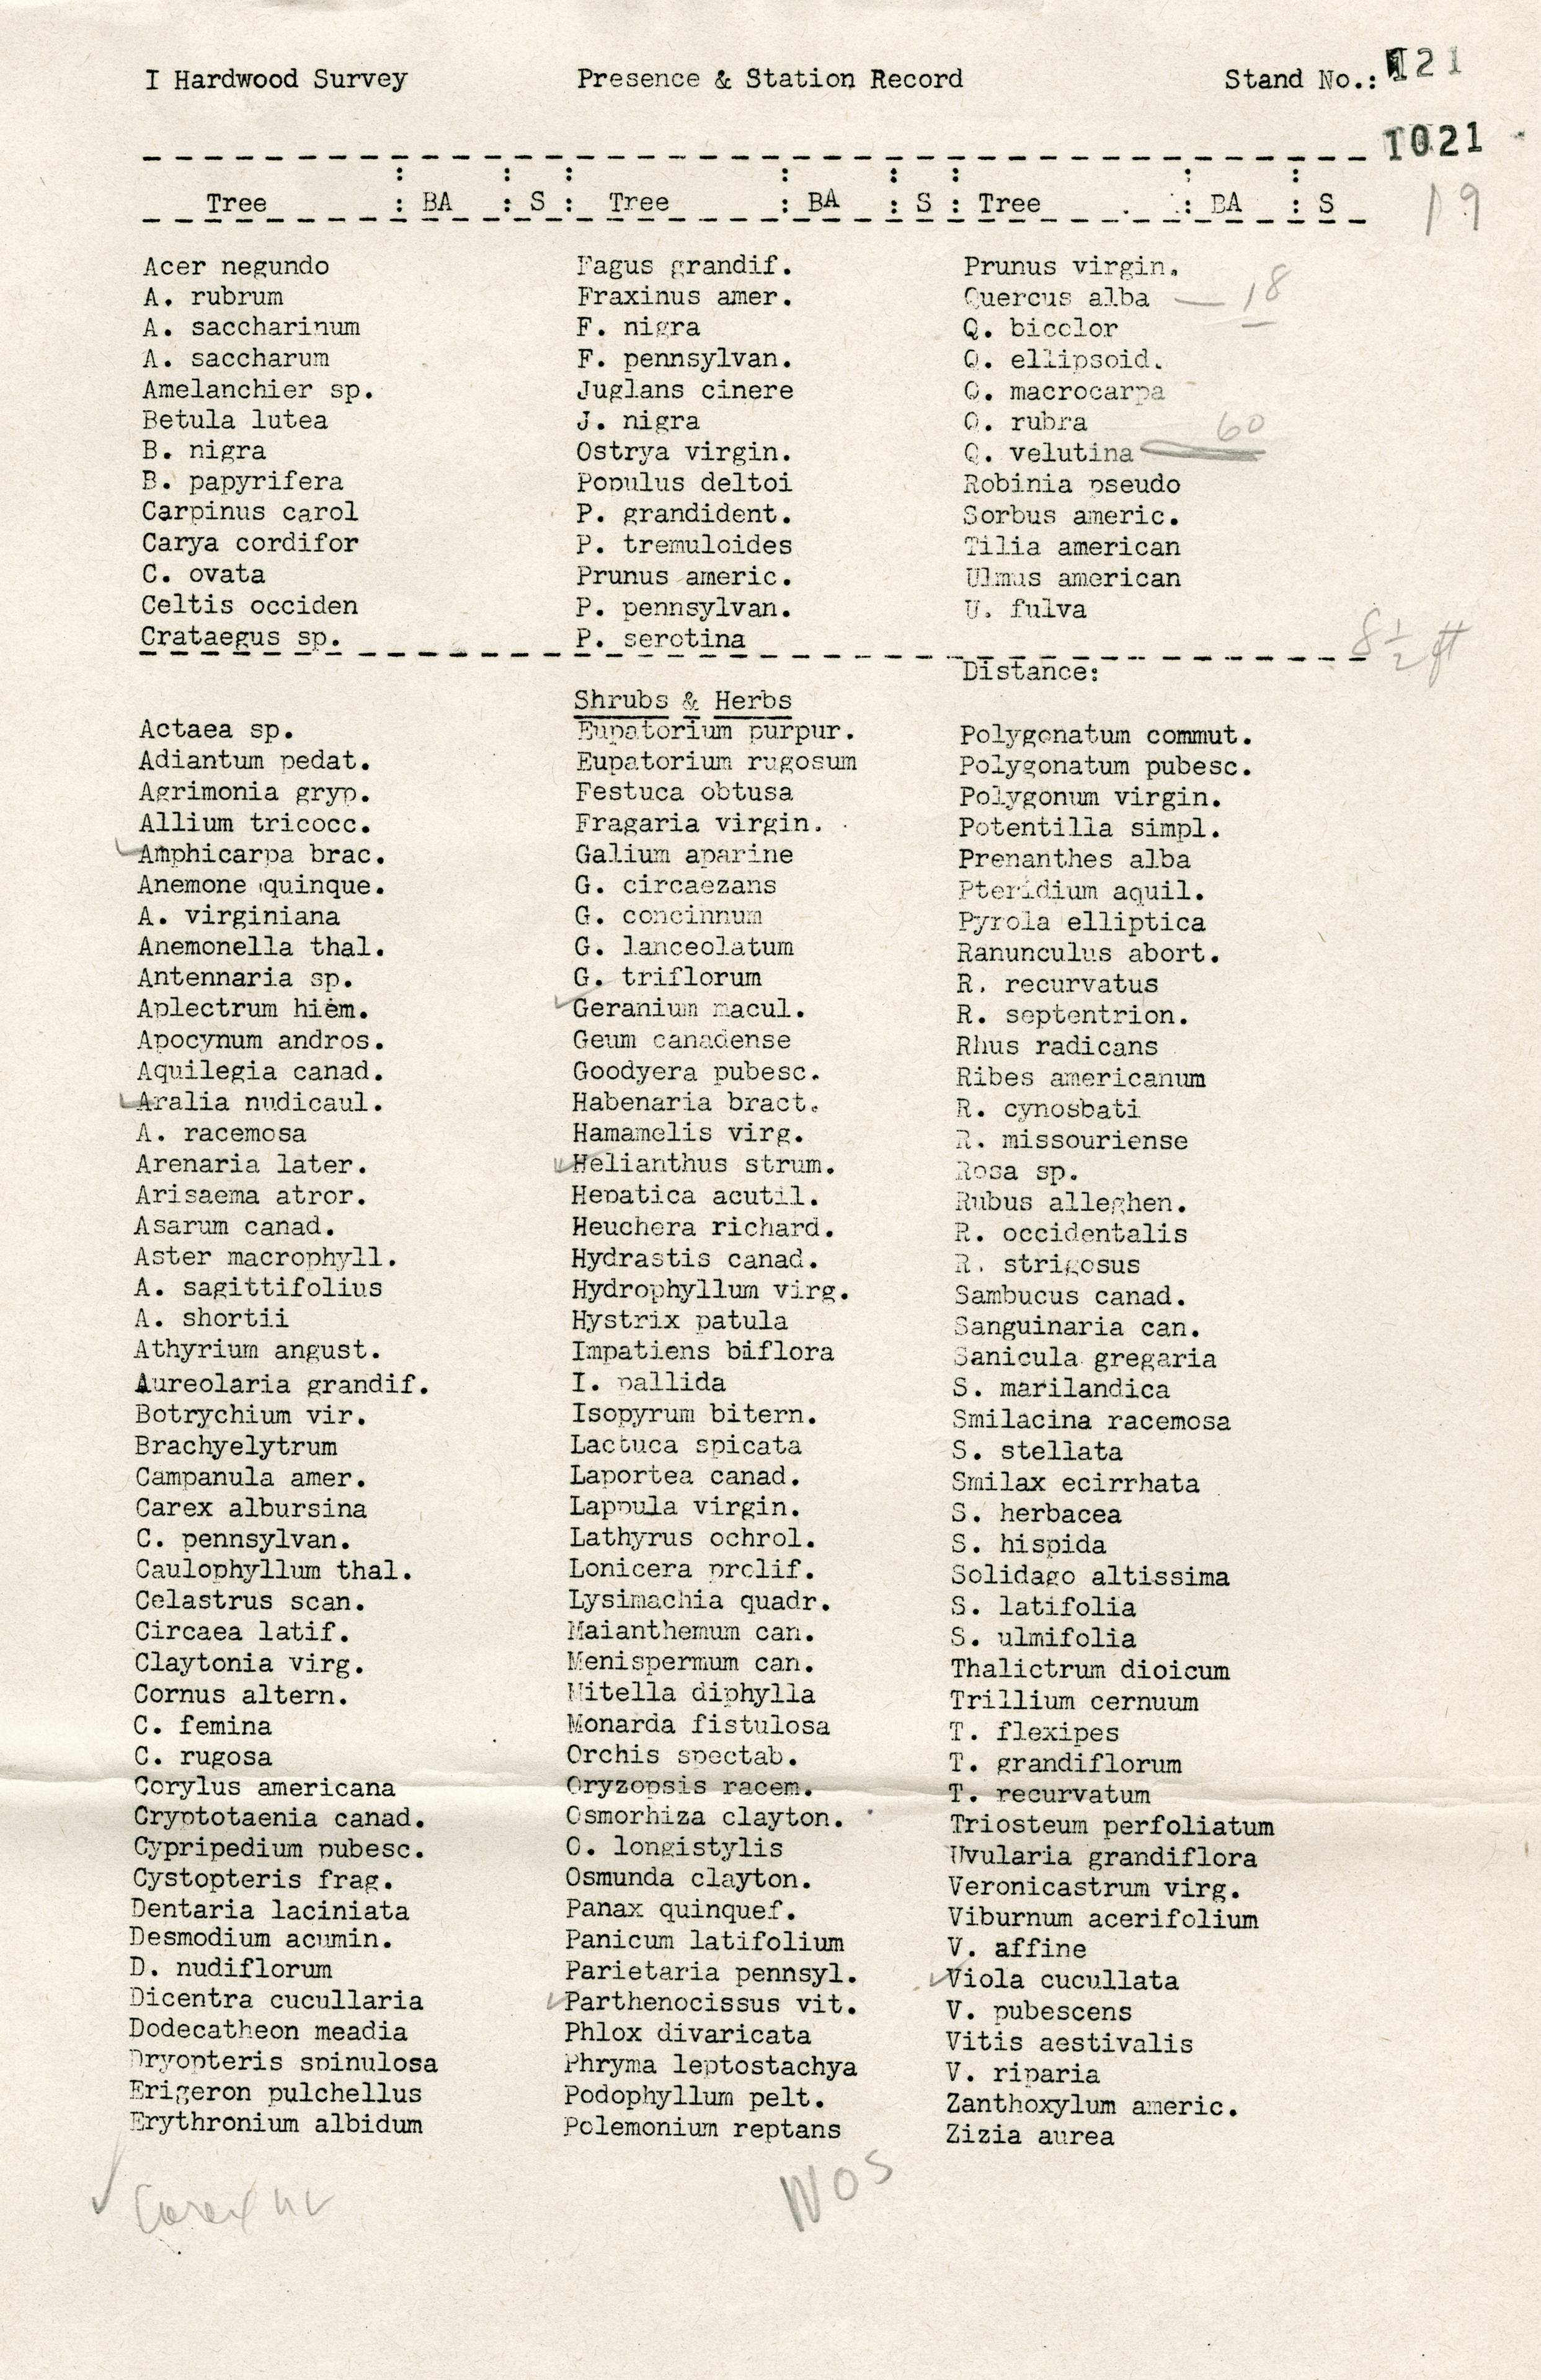 I Hardwood Survey Presence & Station Record Stand No.: 121
1021
Tree : BA : S : Tree : BA : S : Tree : BA : S
19
Acer negundo Fagus grandif. Prunus virgin.
A. rubrum Fraxinus amer. Quercus alba — 18
A. saccharinum F. nigra Q. bicolor
A. saccharum F. pennsylvan. Q. ellipsoid.
Amelanchier sp. Juglans cinere Q. macrocarpa
Betula lutea J. nigra Q. rubra
B. nigra Ostrya virgin. Q. velutina 60
B. papyrifera Populus deltoi Robinia pseudo
Carpinus carol P. grandident. Sorbus americ.
Carya cordifor P. tremuloides Tilia american
C. ovata Prunus americ. Ulmus american
Celtis occiden P. pennsylvan. U. fulva
Crataegus sp. P. serotina
Distance: 8½ ft
Shrubs & Herbs
Actaea sp. Eupatorium purpur. Polygonatum commut.
Adiantum pedat. Eupatorium rugosum Polygonatum pubesc.
Agrimonia gryp. Festuca obtusa Polygonum virgin.
Allium tricocc. Fragaria virgin. Potentilla simpl.
✓Amphicarpa brac. Galium aparine Prenanthes alba
Anemone quinque. G. circaezans Pteridium aquil.
A. virginiana G. concinnum Pyrola elliptica
Anemonella thal. G. lanceolatum Ranunculus abort.
Antennaria sp. G. triflorum R. recurvatus
Aplectrum hiem. ✓Geranium macul. R. septentrion.
Apocynum andros. Geum canadense Rhus radicans
Aquilegia canad. Goodyera pubesc. Ribes americanum
✓Aralia nudicaul. Habenaria bract. R. cynosbati
A. racemosa Hamamelis virg. R. missouriense
Arenaria later. ✓Helianthus strum. Rosa sp.
Arisaema atror. Hepatica acutil. Rubus alleghen.
Asarum canad. Heuchera richard. R. occidentalis
Aster macrophyll. Hydrastis canad. R. strigosus
A. sagittifolius Hydrophyllum virg. Sambucus canad.
A. shortii Hystrix patula Sanguinaria can.
Athyrium angust. Impatiens biflora Sanicula gregaria
Aureolaria grandif. I. pallida S. marilandica
Botrychium vir. Isopyrum bitern. Smilacina racemosa
Brachyelytrum Lactuca spicata S. stellata
Campanula amer. Laportea canad. Smilax ecirrhata
Carex albursina Lappula virgin. S. herbacea
C. pennsylvan. Lathyrus ochrol. S. hispida
Caulophyllum thal. Lonicera prolif. Solidago altissima
Celastrus scan. Lysimachia quadr. S. latifolia
Circaea latif. Maianthemum can. S. ulmifolia
Claytonia virg. Menispermum can. Thalictrum dioicum
Cornus altern. Mitella diphylla Trillium cernuum
C. femina Monarda fistulosa T. flexipes
C. rugosa Orchis spectab. T. grandiflorum
Corylus americana Oryzopsis racem. T. recurvatum
Cryptotaenia canad. Osmorhiza clayton. Triosteum perfoliatum
Cypripedium pubesc. O. longistylis Uvularia grandiflora
Cystopteris frag. Osmunda clayton. Veronicastrum virg.
Dentaria laciniata Panax quinquef. Viburnum acerifolium
Desmodium acumin. Panicum latifolium V. affine
D. nudiflorum Parietaria pennsyl. ✓Viola cucullata
Dicentra cucullaria ✓Parthenocissus vit. V. pubescens
Dodecatheon meadia Phlox divaricata Vitis aestivalis
Dryopteris spinulosa Phryma leptostachya V. riparia
Erigeron pulchellus Podophyllum pelt. Zanthoxylum americ.
Erythronium albidum Polemonium reptans Zizia aurea
✓ Carex